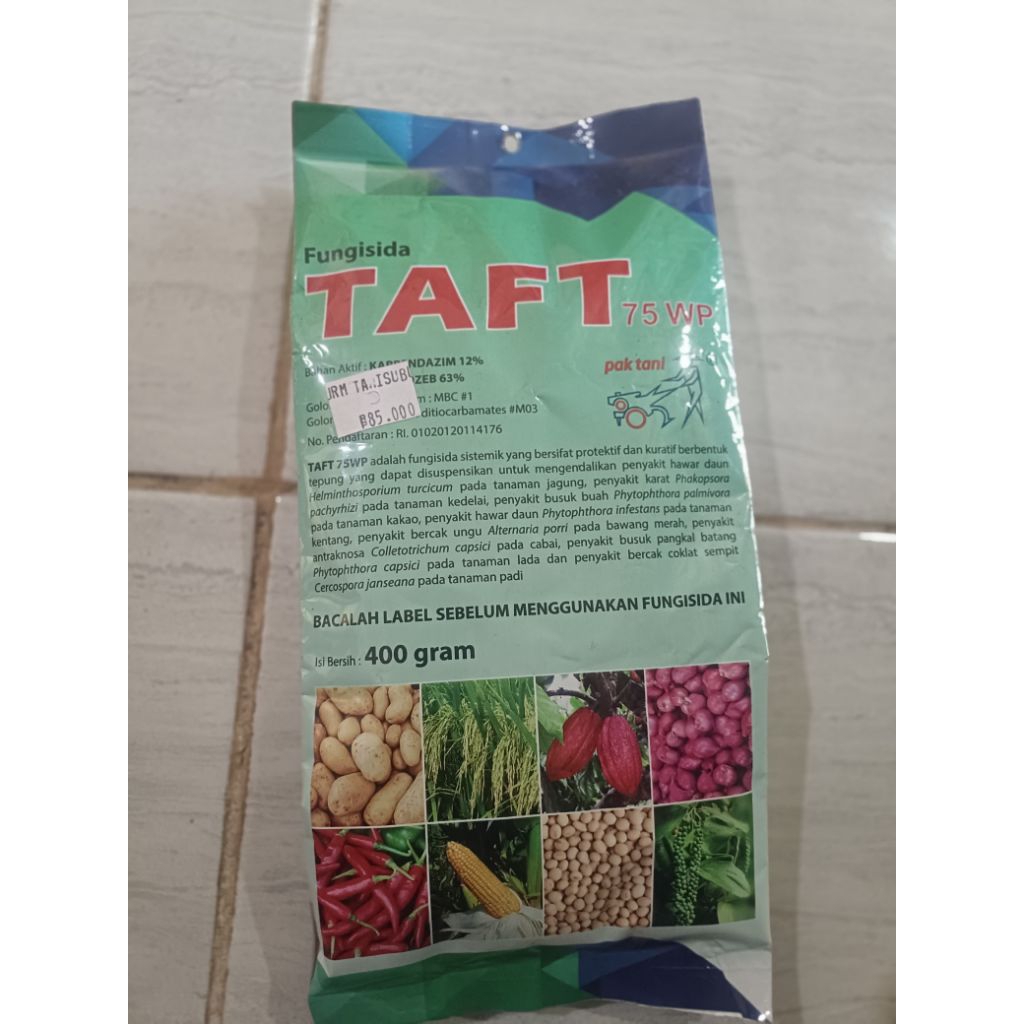 Fungisida
TAFT 75 WP
Bahan Aktif : KARBENDAZIM 12%
ZEB 63%
pak tani
URM TA
ISUB
85.000
: MBC #1
ditiocarbamates #M03
No. Pendaftaran : RI. 01020120114176
TAFT 75WP adalah fungisida sistemik yang bersifat protektif dan kuratif berbentuk
tepung yang dapat disuspensikan untuk mengendalikan penyakit hawar daun
Helminthosporium turcicum pada tanaman jagung, penyakit karat Phakopsora
pachyrhizi pada tanaman kedelai, penyakit busuk buah Phytophthora palmivora
pada tanaman kakao, penyakit hawar daun Phytophthora infestans pada tanaman
kentang, penyakit bercak ungu Alternaria porri pada bawang merah, penyakit
antraknosa Colletotrichum capsici pada cabai, penyakit busuk pangkal batang
Phytophthora capsici pada tanaman lada dan penyakit bercak coklat sempit
Cercospora janseana pada tanaman padi
BACALAH LABEL SEBELUM MENGGUNAKAN FUNGISIDA INI
Isi Bersih : 400 gram